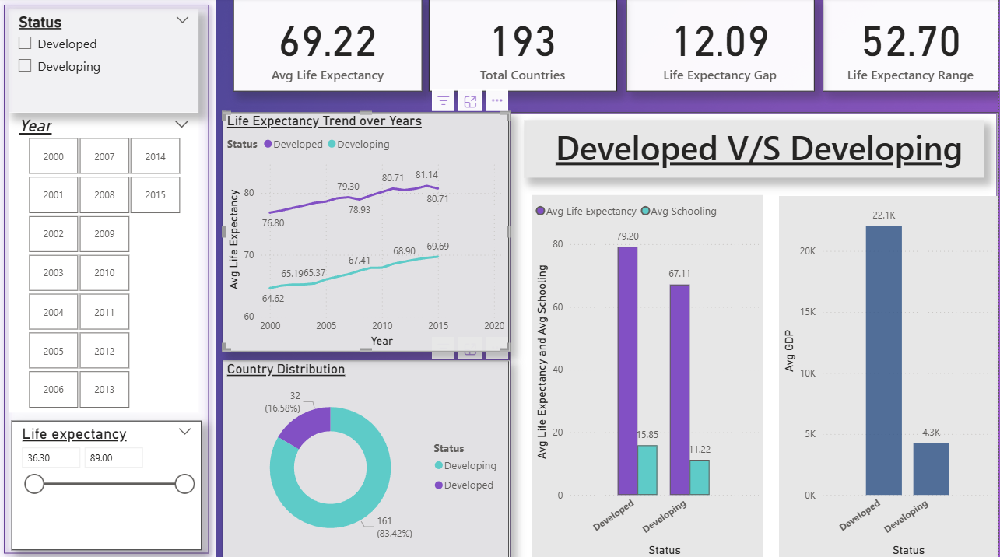 Status
Developed
Developing
Year
2000 2007 2014
2001 2008 2015
2002 2009
2003 2010
2004 2011
2005 2012
2006 2013
Life expectancy
36.30 89.00
69.22
Avg Life Expectancy
193
Total Countries
12.09
Life Expectancy Gap
52.70
Life Expectancy Range
Life Expectancy Trend over Years
Status Developed Developing
Avg Life Expectancy
80
70
60
76.80
79.30
78.93
80.71
81.14
80.71
64.62
65.19
65.37
67.41
68.90
69.69
2000 2005 2010 2015 2020
Year
Country Distribution
32
(16.58%)
161
(83.42%)
Status
Developing
Developed
Developed V/S Developing
Avg Life Expectancy Avg Schooling
Avg Life Expectancy and Avg Schooling
80
60
40
20
0
79.20
15.85
67.11
11.22
Developed
Developing
Status
Avg GDP
20K
15K
10K
5K
0K
22.1K
4.3K
Developed
Developing
Status